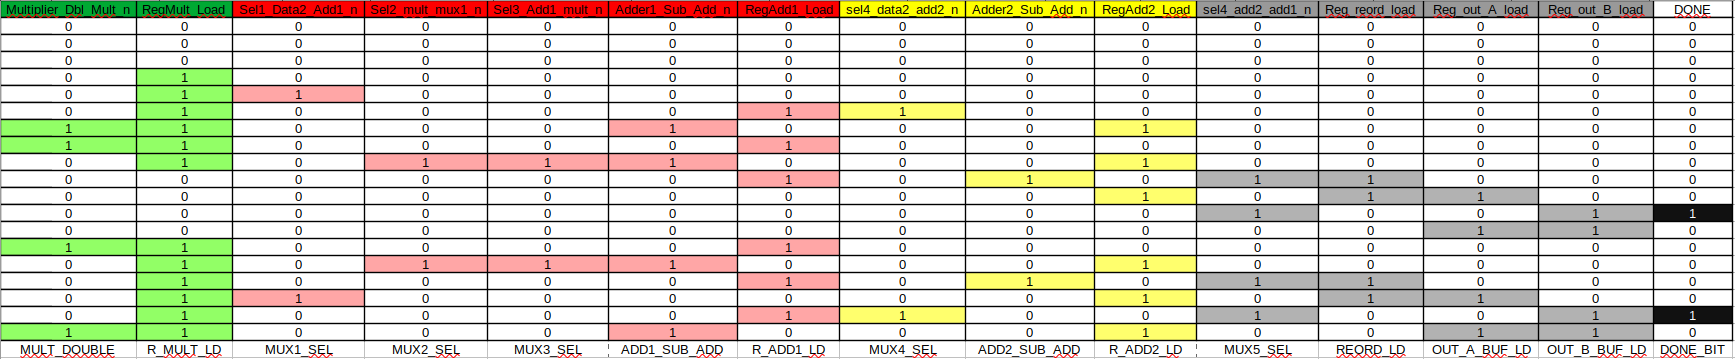 Multiplier_Dbl_Mult_n RegMult_Load Sel1_Data2_Add1_n Sel2_mult_mux1_n Sel3_Add1_mult_n Adder1_Sub_Add_n RegAdd1_Load sel4_data2_add2_n Adder2_Sub_Add_n RegAdd2_Load sel4_add2_add1_n Reg_reord_load Reg_out_A_load Reg_out_B_load DONE
0 0 0 0 0 0 0 0 0 0 0 0 0 0 0
0 0 0 0 0 0 0 0 0 0 0 0 0 0 0
0 0 0 0 0 0 0 0 0 0 0 0 0 0 0
0 1 0 0 0 0 0 0 0 0 0 0 0 0 0
0 1 1 0 0 0 0 0 0 0 0 0 0 0 0
0 1 0 0 0 0 1 1 0 0 0 0 0 0 0
1 1 0 0 0 1 0 0 0 1 0 0 0 0 0
1 1 0 0 0 0 1 0 0 0 0 0 0 0 0
0 1 0 1 1 1 0 0 0 1 0 0 0 0 0
0 0 0 0 0 0 1 0 1 0 1 1 0 0 0
0 0 0 0 0 0 0 0 0 1 0 1 1 0 0
0 0 0 0 0 0 0 0 0 0 1 0 0 1 1
0 0 0 0 0 0 0 0 0 0 0 0 1 1 0
1 1 0 0 0 0 1 0 0 0 0 0 0 0 0
0 1 0 1 1 1 0 0 0 1 0 0 0 0 0
0 1 0 0 0 0 1 0 1 0 1 1 0 0 0
0 1 1 0 0 0 0 0 0 1 0 1 1 0 0
0 1 0 0 0 0 1 1 0 0 1 0 0 1 1
1 1 0 0 0 1 0 0 0 1 0 0 1 1 0
MULT_DOUBLE R_MULT_LD MUX1_SEL MUX2_SEL MUX3_SEL ADD1_SUB_ADD R_ADD1_LD MUX4_SEL ADD2_SUB_ADD R_ADD2_LD MUX5_SEL REORD_LD OUT_A_BUF_LD OUT_B_BUF_LD DONE_BIT